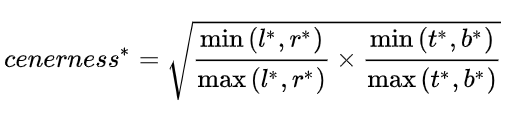 cenerness* = √(min (l*, r*) / max (l*, r*) × min (t*, b*) / max (t*, b*))